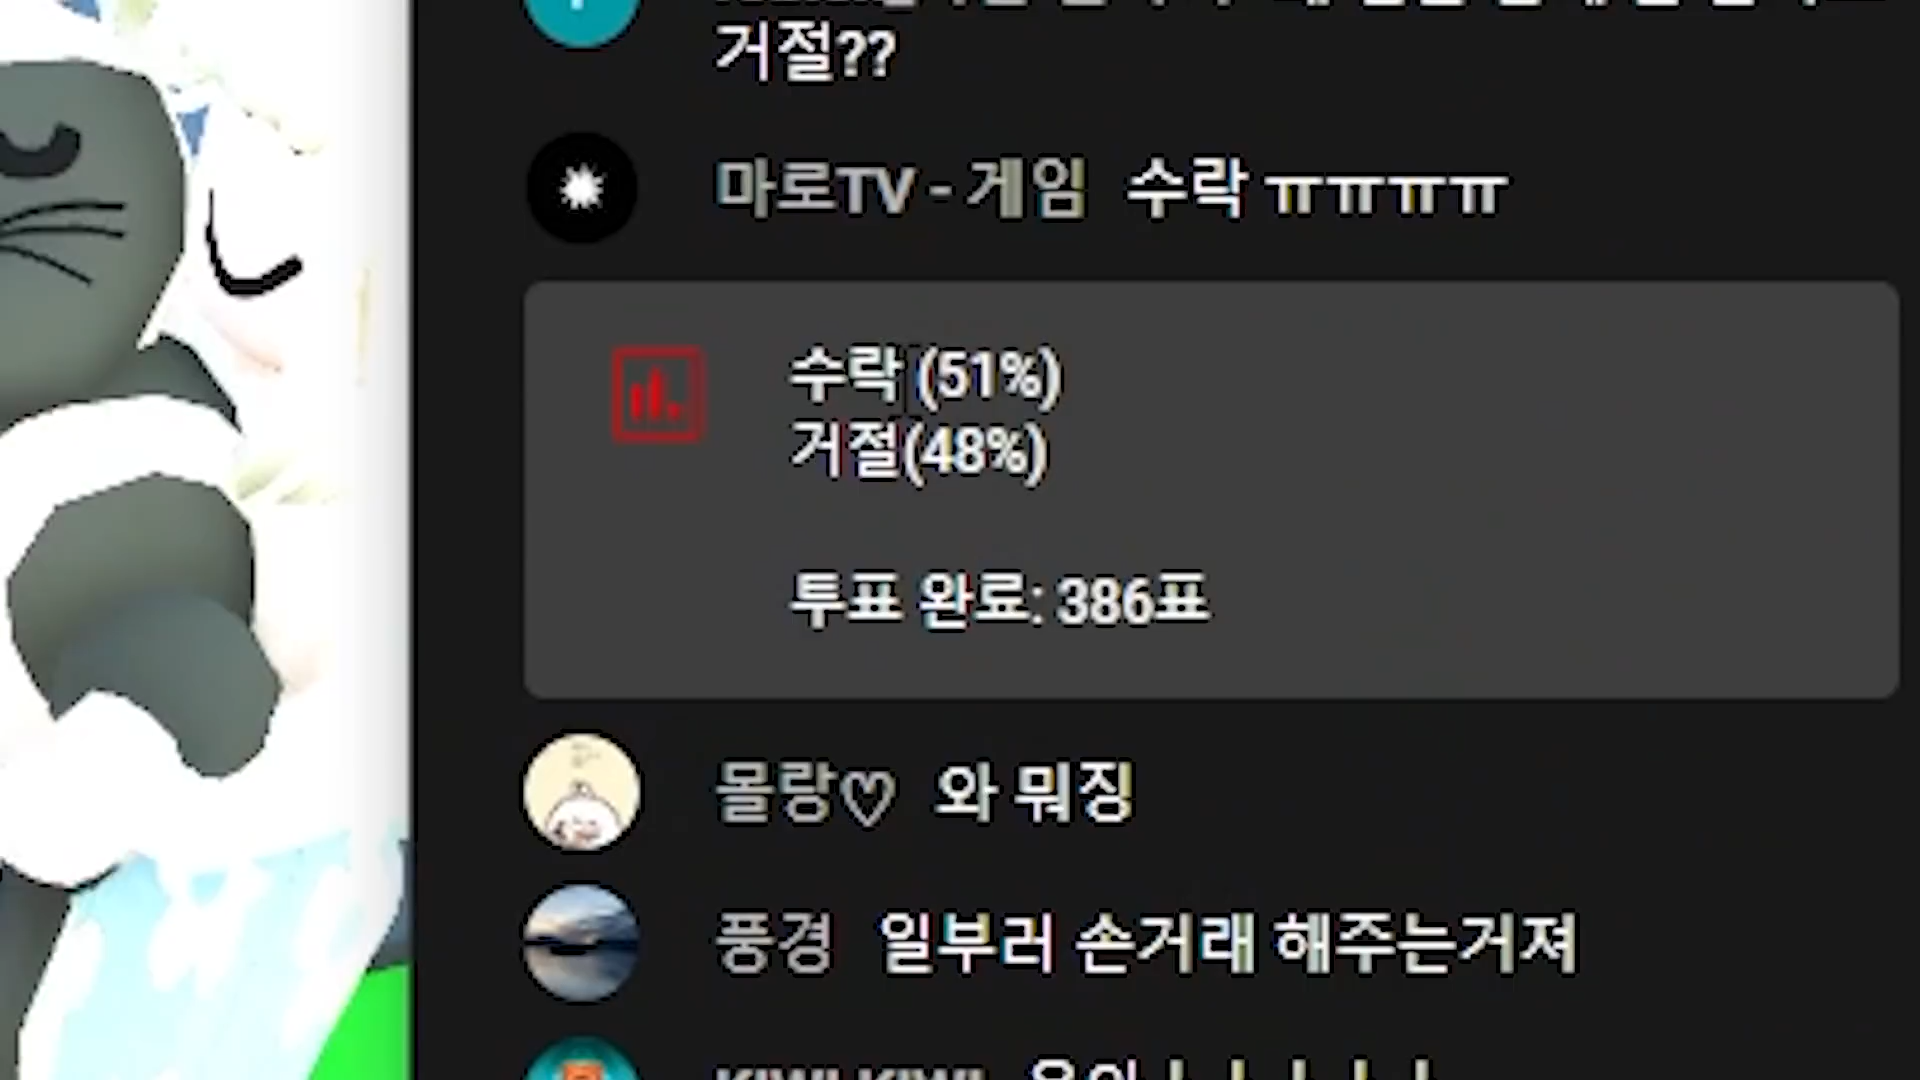 거절??
마로TV - 게임 수락 ㅠㅠㅠㅠ
수락 (51%)
거절(48%)
투표 완료: 386표
몰랑♡ 와 뭐징
풍경 일부러 손거래 해주는거져